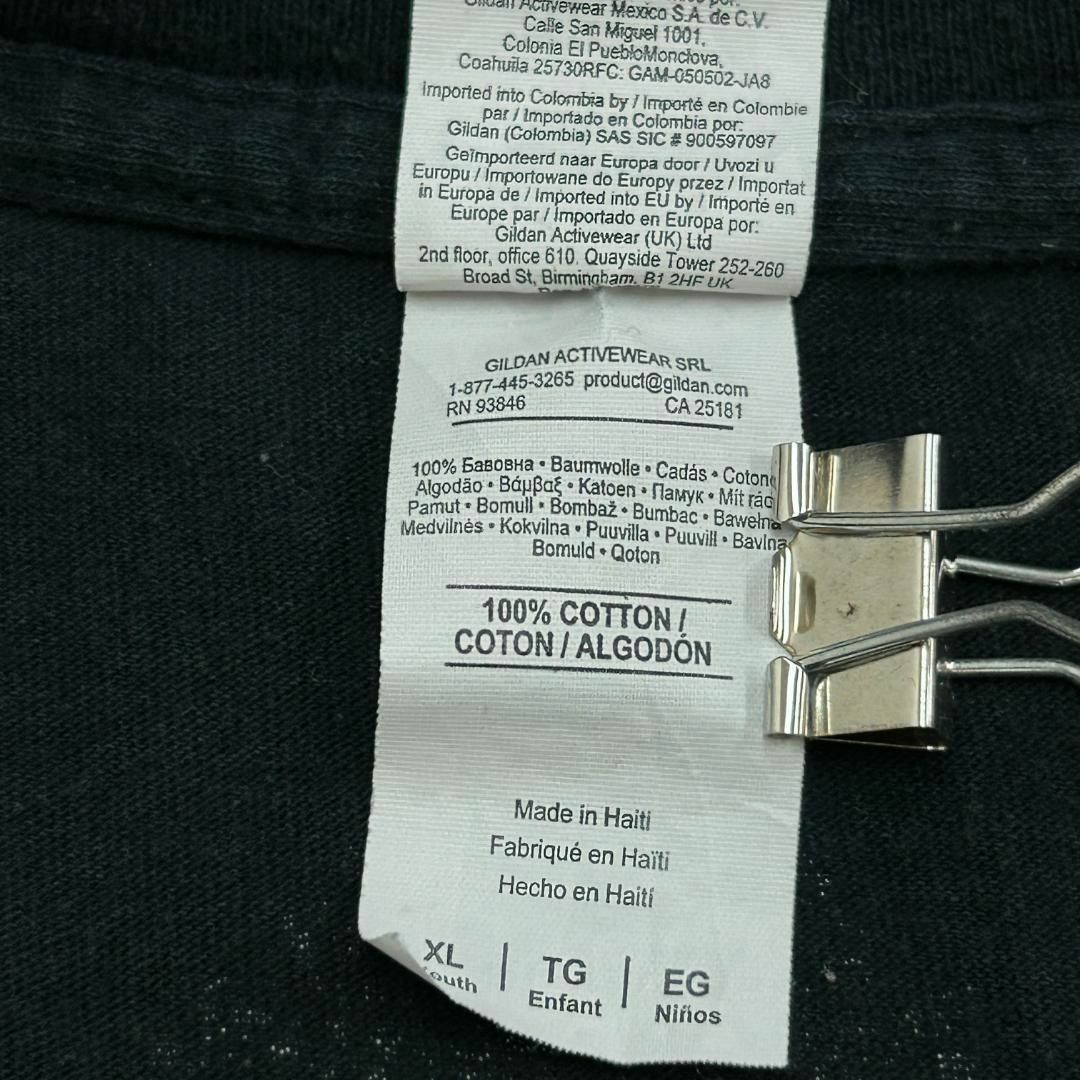 Gildan Activewear Mexico S.A. de C.V.
Calle San Miguel 1001,
Colonia El PuebloMonclova,
Coahuila 25730RFC: GAM-050502-JA8
Imported into Colombia by / Importé en Colombie
par / Importado en Colombia por:
Gildan (Colombia) SAS SIC # 900597097
Geïmporteerd naar Europa door / Uvozi u
Europu / Importowane do Europy przez / Importat
in Europa de / Imported into EU by / Importé en
Europe par / Importado en Europa por:
Gildan Activewear (UK) Ltd
2nd floor, office 610, Quayside Tower 252-260
Broad St, Birmingham, B1 2HF UK
GILDAN ACTIVEWEAR SRL
1-877-445-3265 product@gildan.com
RN 93846 CA 25181
100% Бавовна • Baumwolle • Cadás • Coton
Algodão • Βάμβαξ • Katoen • Памук • Mít rác
Pamut • Bomull • Bombaž • Bumbac • Bawełna
Medvilnės • Kokvilna • Puuvilla • Puuvill • Bavlna
Bomuld • Qoton
100% COTTON /
COTON / ALGODÓN
Made in Haiti
Fabriqué en Haïti
Hecho en Haití
XL | TG | EG
outh Enfant Niños